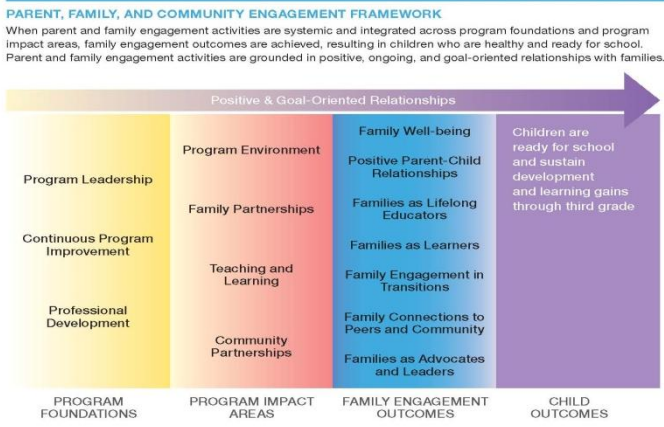 PARENT, FAMILY, AND COMMUNITY ENGAGEMENT FRAMEWORK
When parent and family engagement activities are systemic and integrated across program foundations and program
impact areas, family engagement outcomes are achieved, resulting in children who are healthy and ready for school.
Parent and family engagement activities are grounded in positive, ongoing, and goal-oriented relationships with families.
Positive & Goal-Oriented Relationships
Program Leadership
Continuous Program
Improvement
Professional
Development
PROGRAM
FOUNDATIONS
Program Environment
Family Partnerships
Teaching and
Learning
Community
Partnerships
PROGRAM IMPACT
AREAS
Family Well-being
Positive Parent-Child
Relationships
Families as Lifelong
Educators
Families as Learners
Family Engagement in
Transitions
Family Connections to
Peers and Community
Families as Advocates
and Leaders
FAMILY ENGAGEMENT
OUTCOMES
Children are
ready for school
and sustain
development
and learning gains
through third grade
CHILD
OUTCOMES